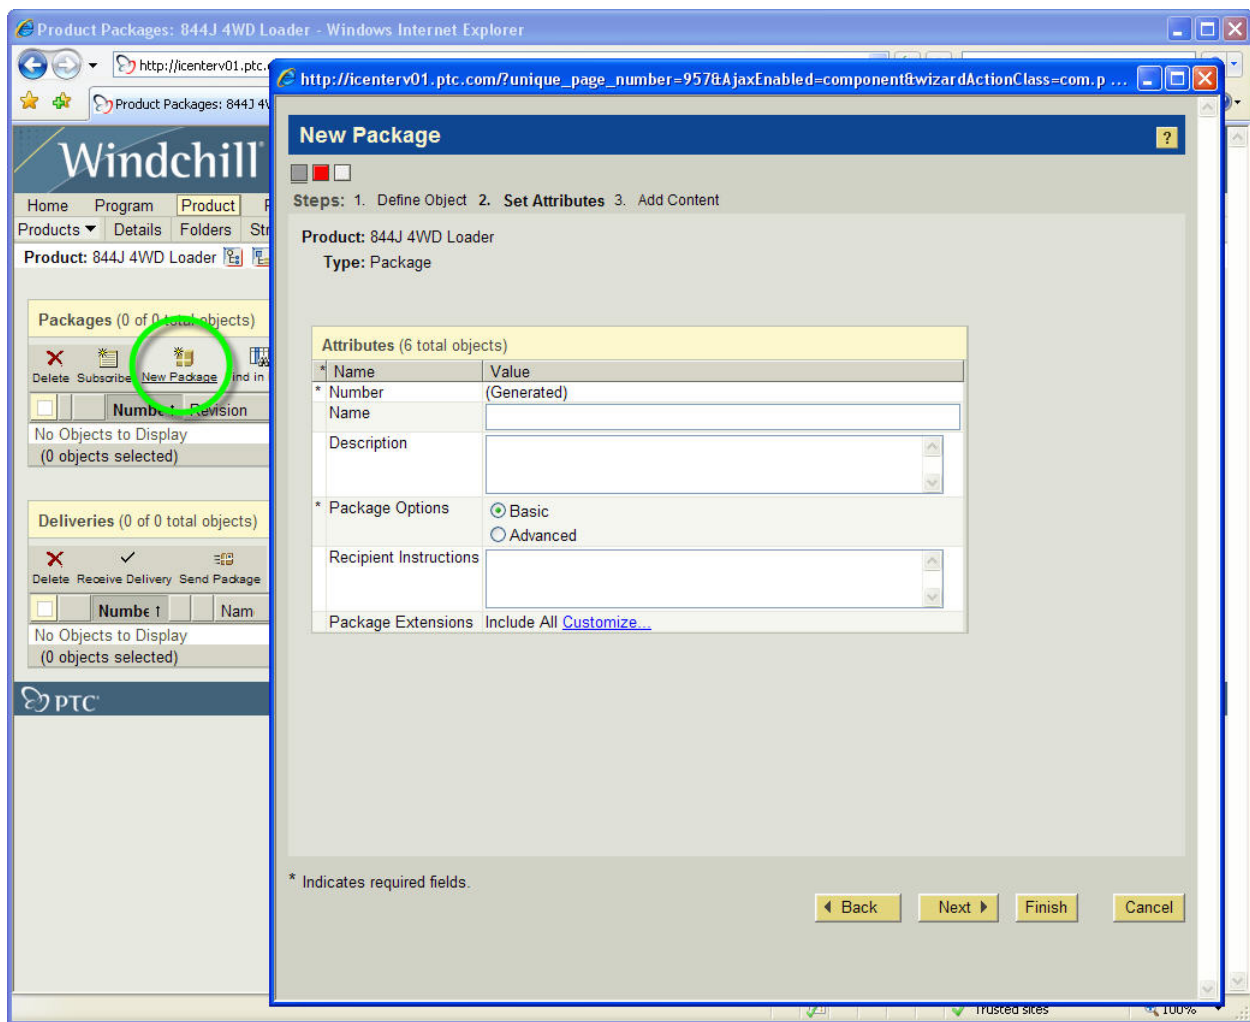 Product Packages: 844J 4WD Loader - Windows Internet Explorer
http://icenterv01.ptc.
http://icenterv01.ptc.com/?unique_page_number=957&AjaxEnabled=component&wizardActionClass=com.p ...
Product Packages: 844J 4
New Package
?
Windchill
Steps: 1. Define Object 2. Set Attributes 3. Add Content
Home Program Product
Products Details Folders Str
Product: 844J 4WD Loader
Product: 844J 4WD Loader
Type: Package
Packages (0 of 0 total objects)
Delete Subscribe New Package Find in
Number Revision
No Objects to Display
(0 objects selected)
Attributes (6 total objects)
* Name Value
* Number (Generated)
Name
Description
* Package Options Basic
Advanced
Recipient Instructions
Package Extensions Include All Customize...
Deliveries (0 of 0 total objects)
Delete Receive Delivery Send Package
Numbe Nam
No Objects to Display
(0 objects selected)
PTC
* Indicates required fields.
Back Next Finish Cancel
Trusted sites 100%